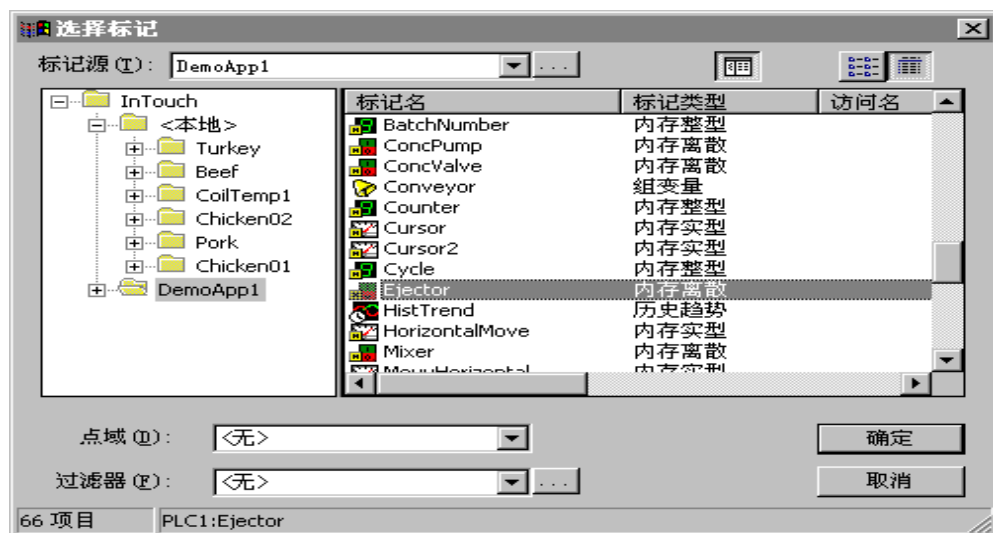 选择标记
标记源(T): DemoApp1 ...
InTouch
<本地>
Turkey
Beef
CoilTemp1
Chicken02
Pork
Chicken01
DemoApp1
标记名 标记类型 访问名
BatchNumber 内存整型
ConcPump 内存离散
ConcValve 内存离散
Conveyor 组变量
Counter 内存整型
Cursor 内存实型
Cursor2 内存实型
Cycle 内存整型
Ejector 内存离散
HistTrend 历史趋势
HorizontalMove 内存实型
Mixer 内存离散
内存实型
点域(D): <无> 确定
过滤器(F): <无> ... 取消
66 项目 PLC1:Ejector